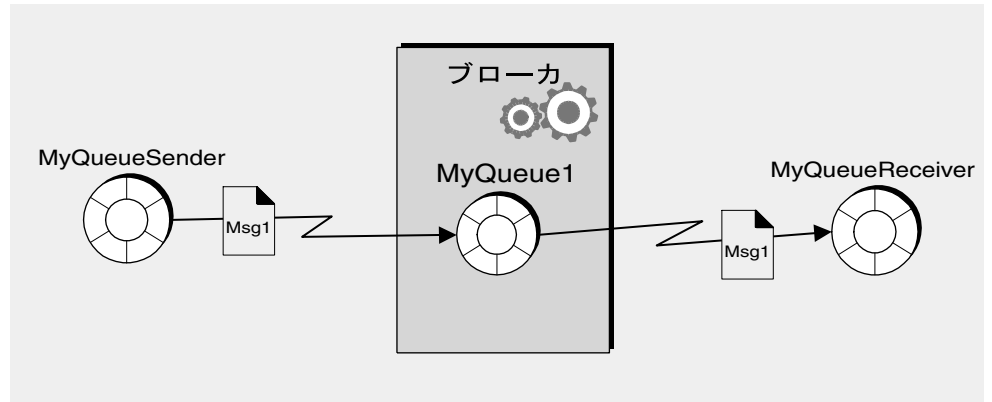 ブローカ
MyQueueSender
MyQueue1
MyQueueReceiver
Msg1
Msg1